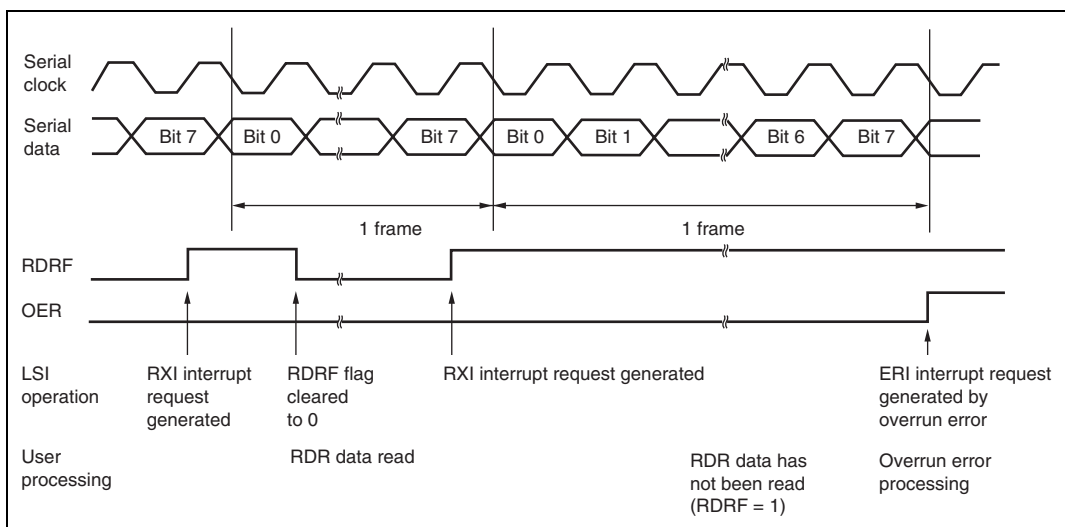 Serial
clock
Serial
data
Bit 7
Bit 0
Bit 7
Bit 0
Bit 1
Bit 6
Bit 7
1 frame
1 frame
RDRF
OER
LSI
operation
RXI interrupt
request
generated
RDRF flag
cleared
to 0
RXI interrupt request generated
ERI interrupt request
generated by
overrun error
User
processing
RDR data read
RDR data has
not been read
(RDRF = 1)
Overrun error
processing